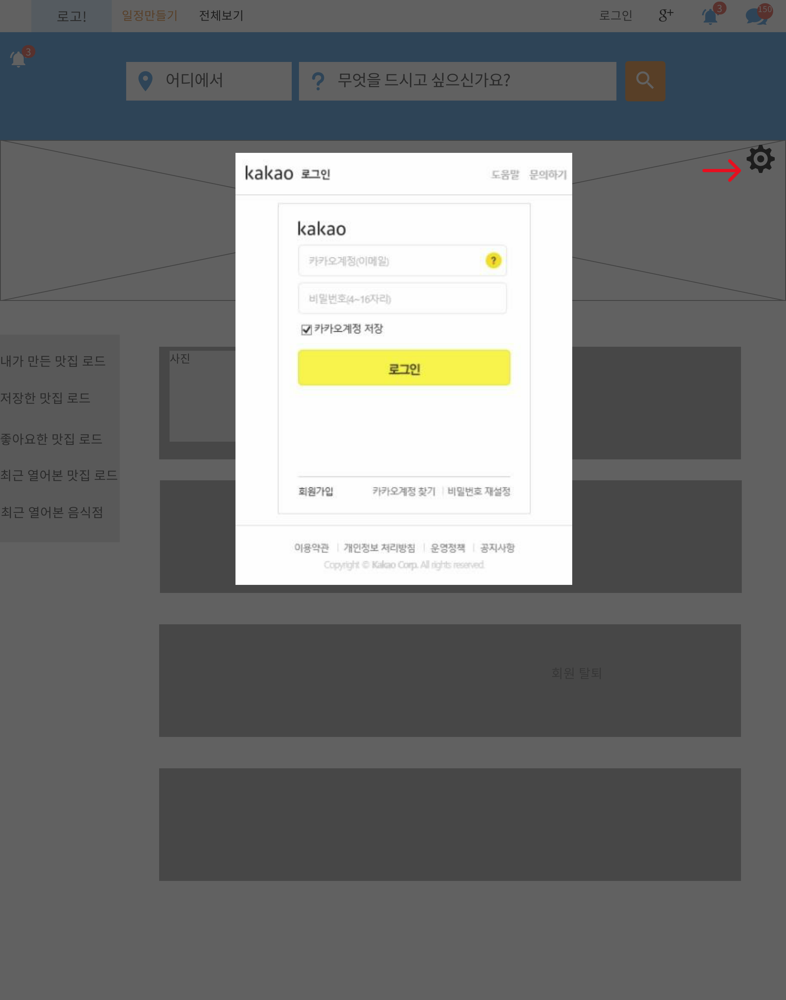 로고! 일정만들기 전체보기 로그인 g+ 3 150
3
어디에서 ? 무엇을 드시고 싶으신가요?
kakao 로그인 도움말 문의하기
kakao
카카오계정(이메일) ?
비밀번호(4~16자리)
카카오계정 저장
로그인
회원가입 카카오계정 찾기 비밀번호 재설정
이용약관 개인정보 처리방침 운영정책 공지사항
Copyright © Kakao Corp. All rights reserved.
내가 만든 맛집 로드
저장한 맛집 로드
좋아요한 맛집 로드
최근 열어본 맛집 로드
최근 열어본 음식점
사진
회원 탈퇴